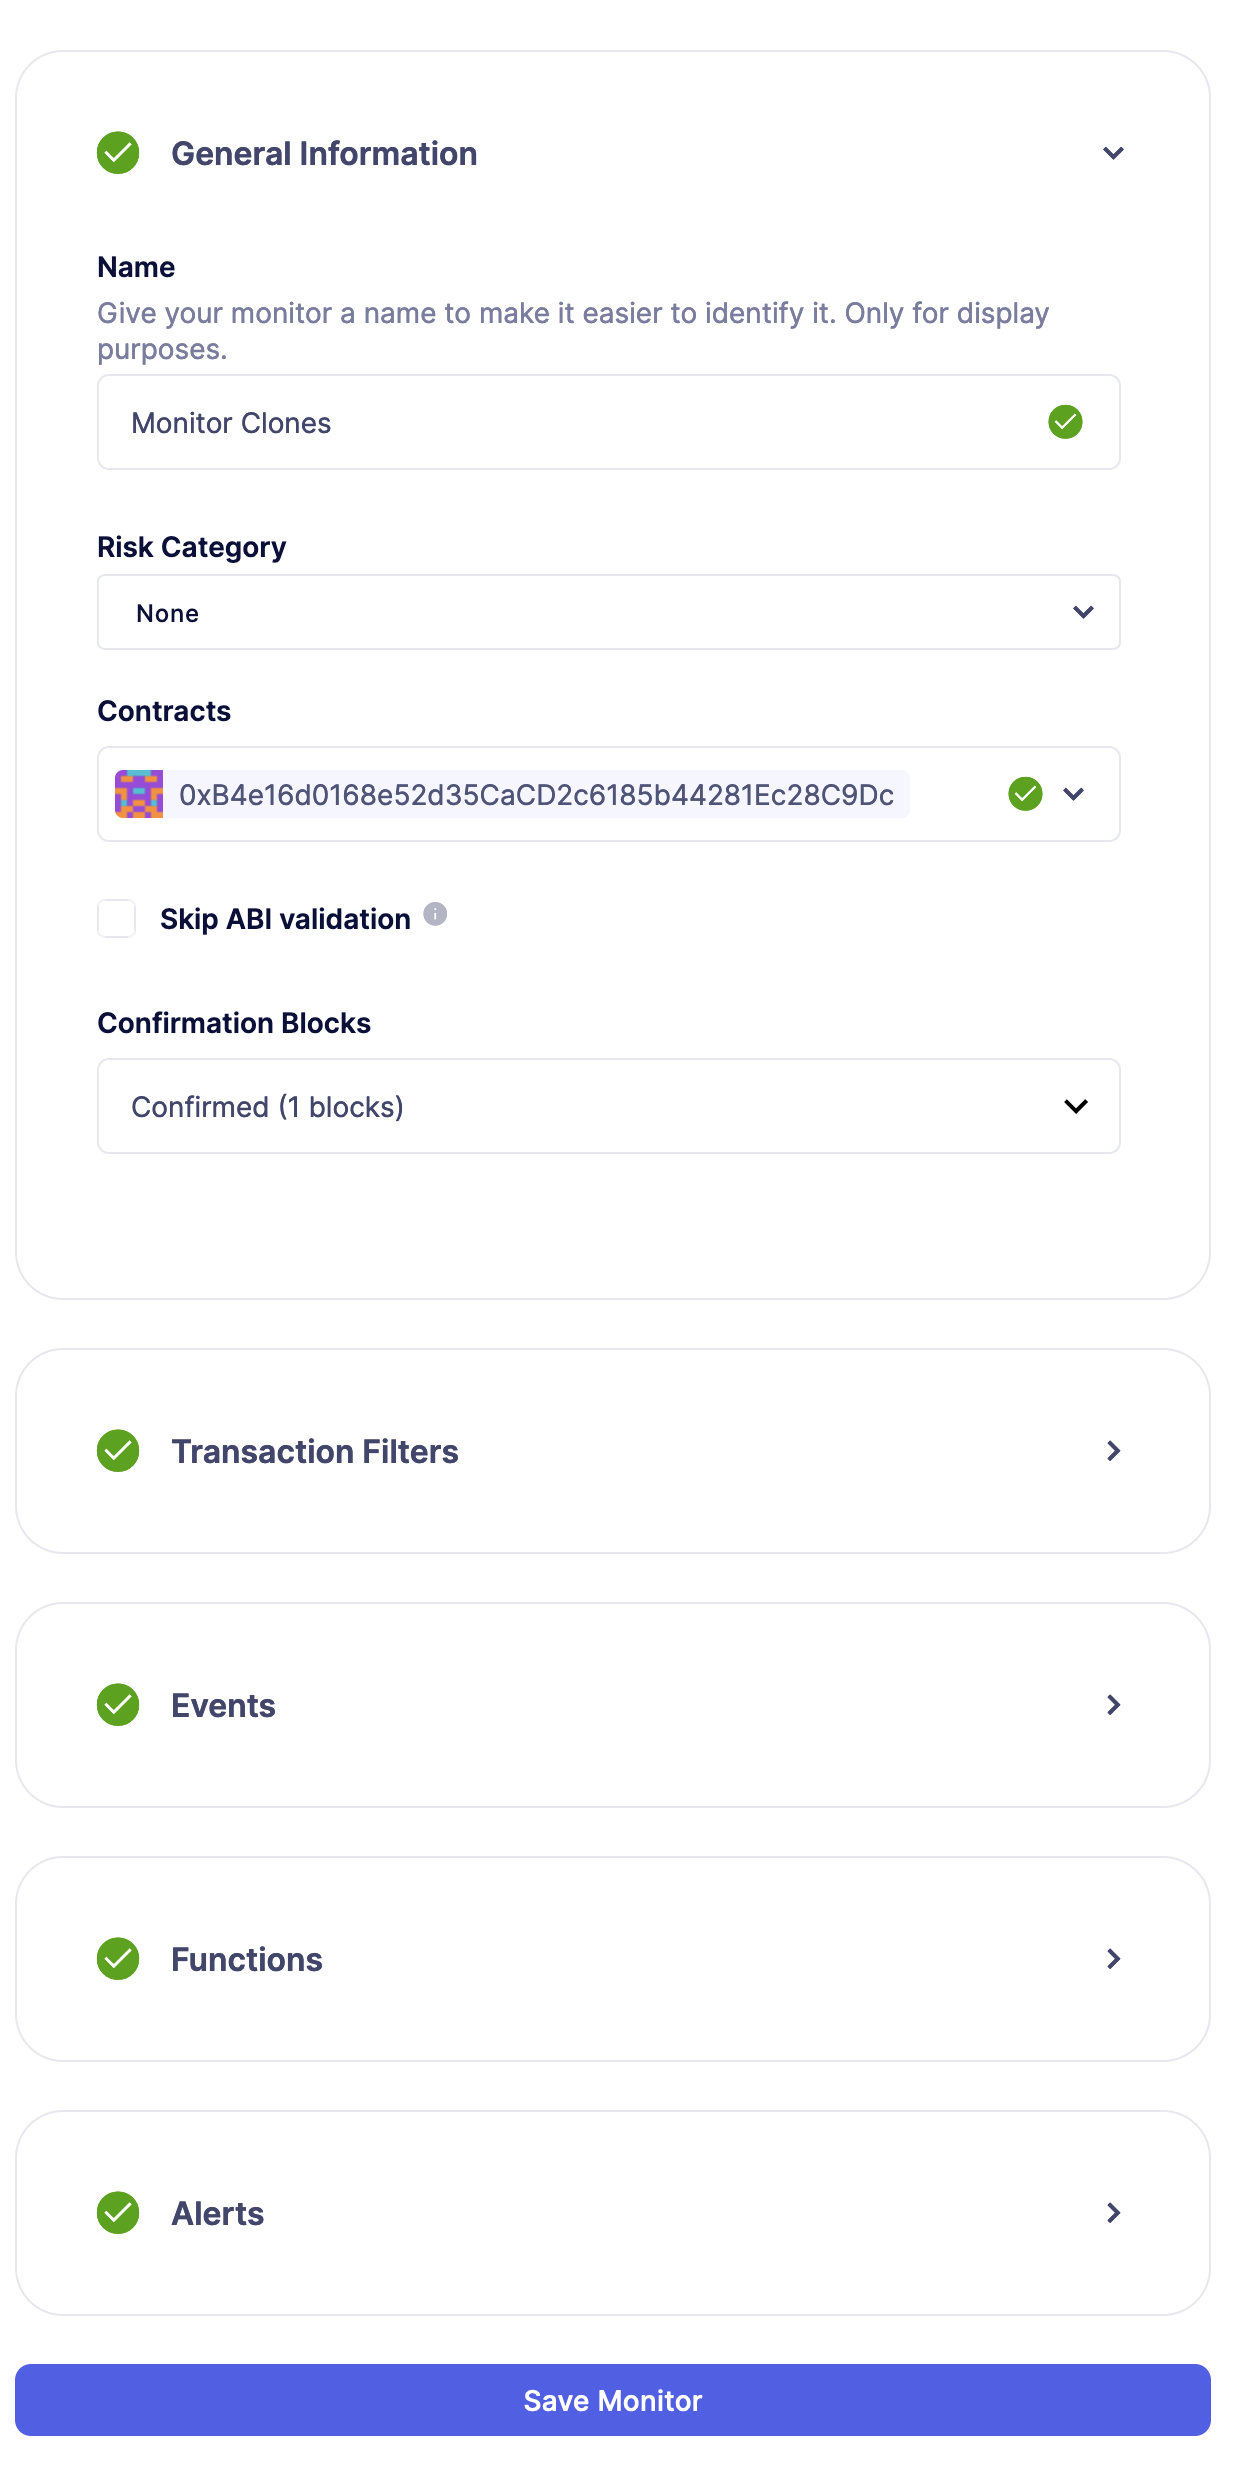 General Information
Name
Give your monitor a name to make it easier to identify it. Only for display
purposes.
Monitor Clones
Risk Category
None
Contracts
0xB4e16d0168e52d35CaCD2c6185b44281Ec28C9Dc
Skip ABI validation
Confirmation Blocks
Confirmed (1 blocks)
Transaction Filters
Events
Functions
Alerts
Save Monitor